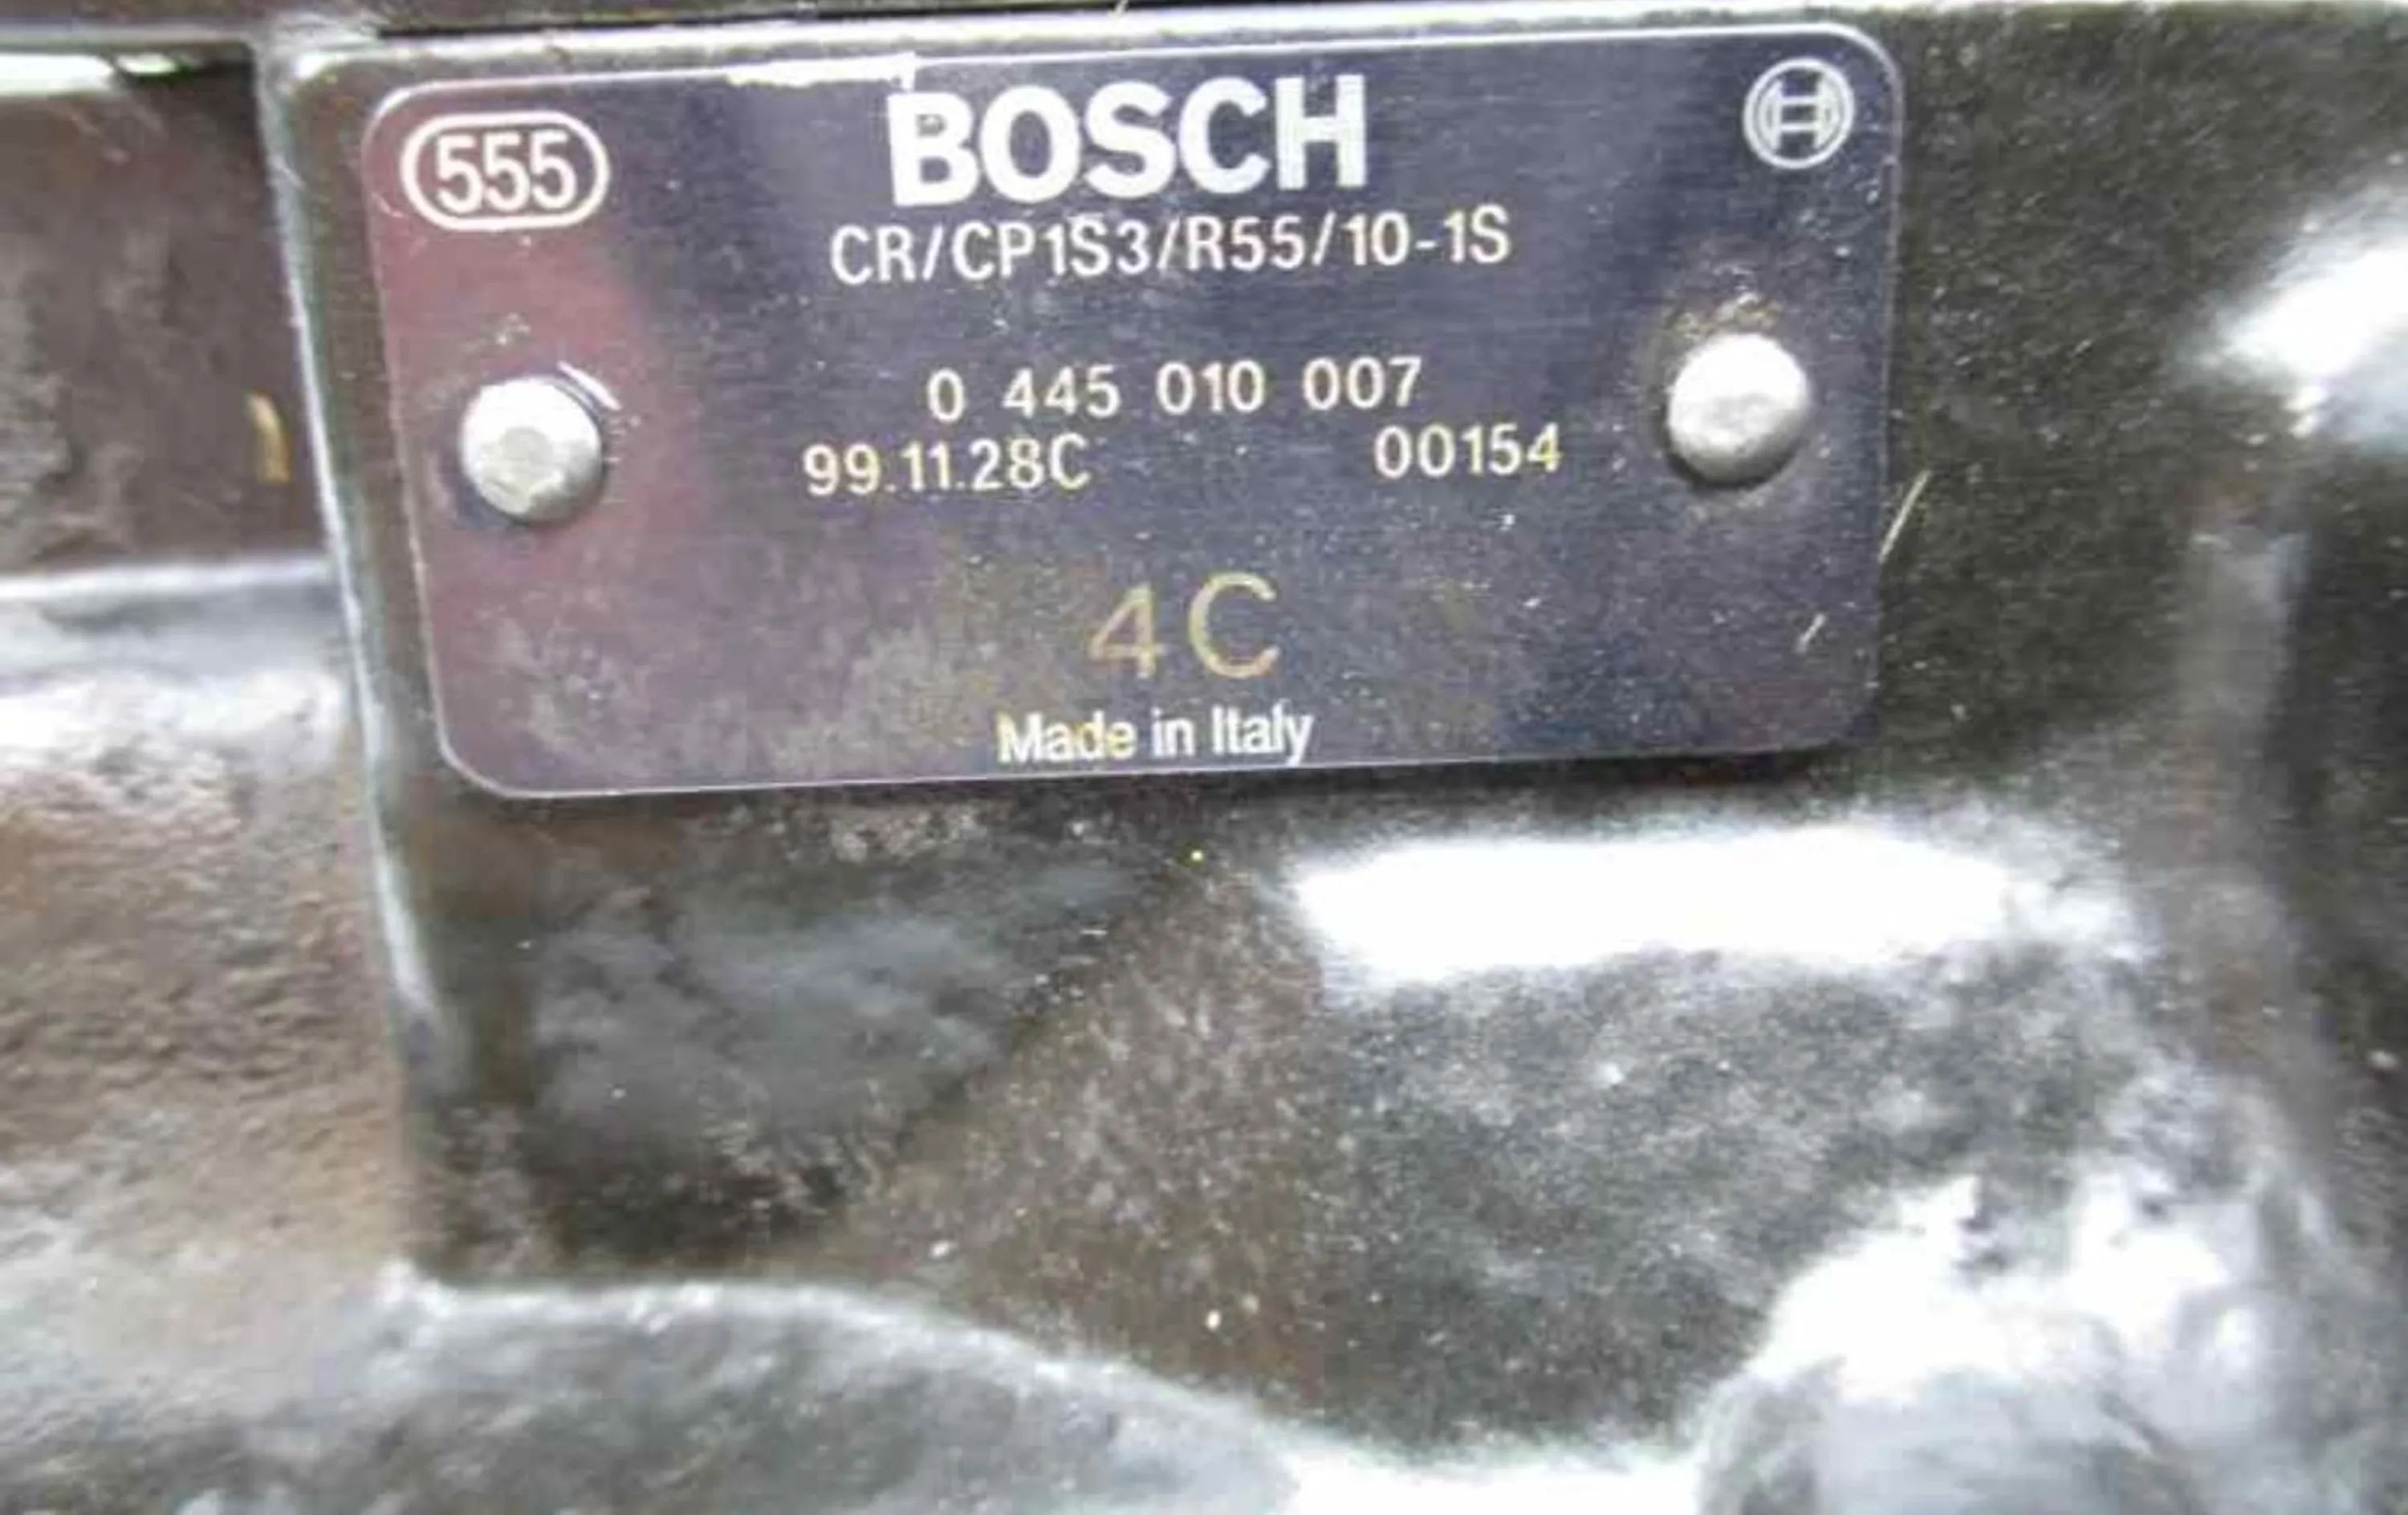 555
BOSCH
CR/CP1S3/R55/10-1S
0 445 010 007
99.11.28C 00154
4C
Made in Italy